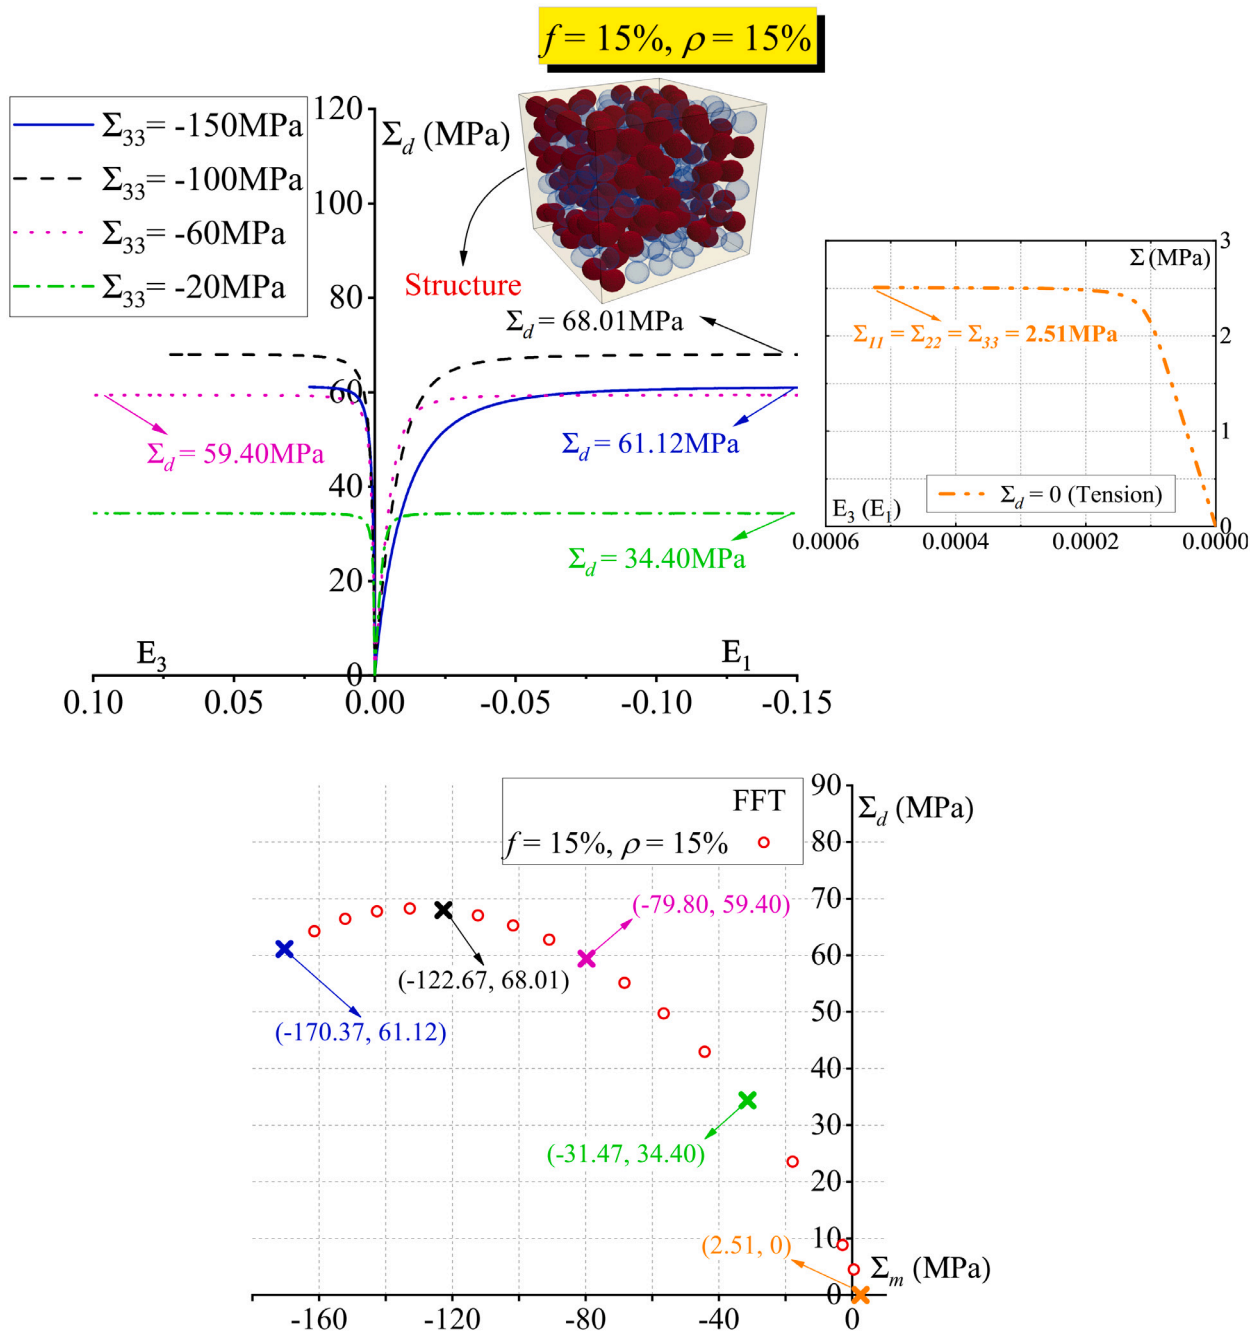 f = 15%, ρ = 15%
Σ33= -150MPa
Σ33= -100MPa
Σ33= -60MPa
Σ33= -20MPa
Σd (MPa)
120
100
80
60
40
20
0
Structure
Σd = 68.01MPa
Σd = 59.40MPa
Σd = 61.12MPa
Σd = 34.40MPa
E3
E1
0.10 0.05 0.00 -0.05 -0.10 -0.15
Σ (MPa)
3
2
1
0
Σ11 = Σ22 = Σ33 = 2.51MPa
Σd = 0 (Tension)
E3 (E1)
0.0006 0.0004 0.0002 0.0000
FFT
f = 15%, ρ = 15%
Σd (MPa)
90
80
70
60
50
40
30
20
10
0
(-79.80, 59.40)
(-122.67, 68.01)
(-170.37, 61.12)
(-31.47, 34.40)
(2.51, 0)
Σm (MPa)
-160 -120 -80 -40 0